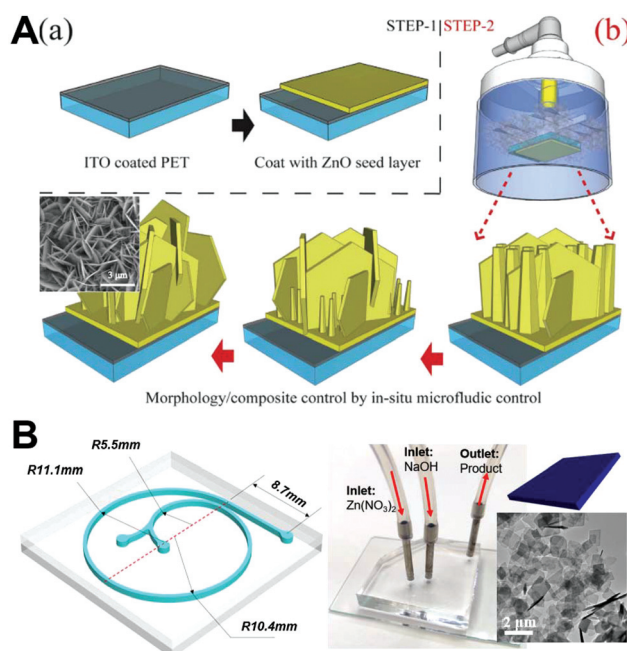 A(a)
STEP-1|STEP-2
(b)
ITO coated PET
Coat with ZnO seed layer
3 μm
Morphology/composite control by in-situ microfludic control
B
R5.5mm
R11.1mm
8.7mm
R10.4mm
Inlet:
Zn(NO₃)₂
Inlet:
NaOH
Outlet:
Product
2 μm